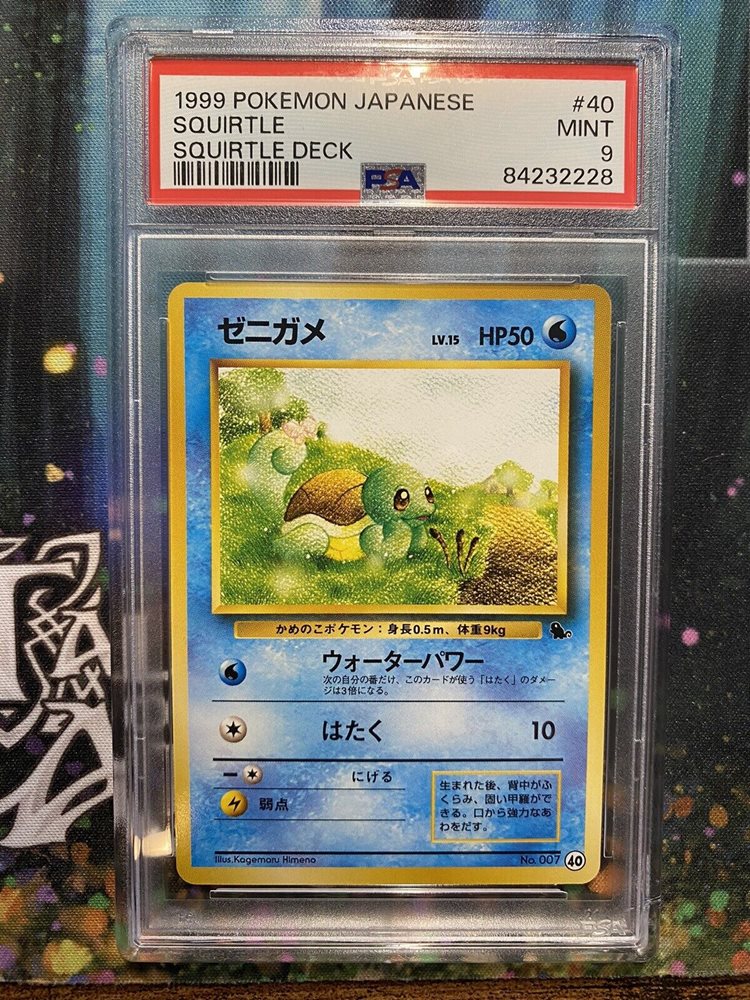 1999 POKEMON JAPANESE #40
SQUIRTLE MINT
SQUIRTLE DECK 9
PSA 84232228
ゼニガメ LV.15 HP50
かめのこポケモン：身長0.5m、体重9kg
ウォーターパワー
次の自分の番だけ、このカードが使う「はたく」のダメー
ジは3倍になる。
はたく 10
にげる
弱点
生まれた後、背中がふ
くらみ、固い甲羅がで
きる。口から強力なあ
わをだす。
Illus.Kagemaru Himeno No. 007 40
PSA